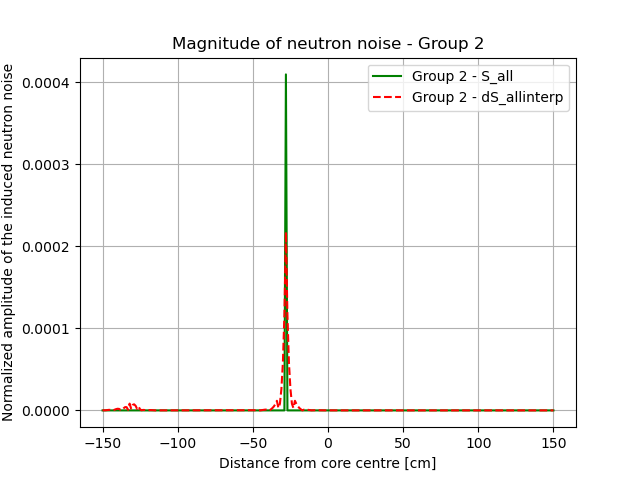 Magnitude of neutron noise - Group 2
Normalized amplitude of the induced neutron noise
0.0004
0.0003
0.0002
0.0001
0.0000
Group 2 - S_all
Group 2 - dS_allinterp
−150
−100
−50
0
50
100
150
Distance from core centre [cm]